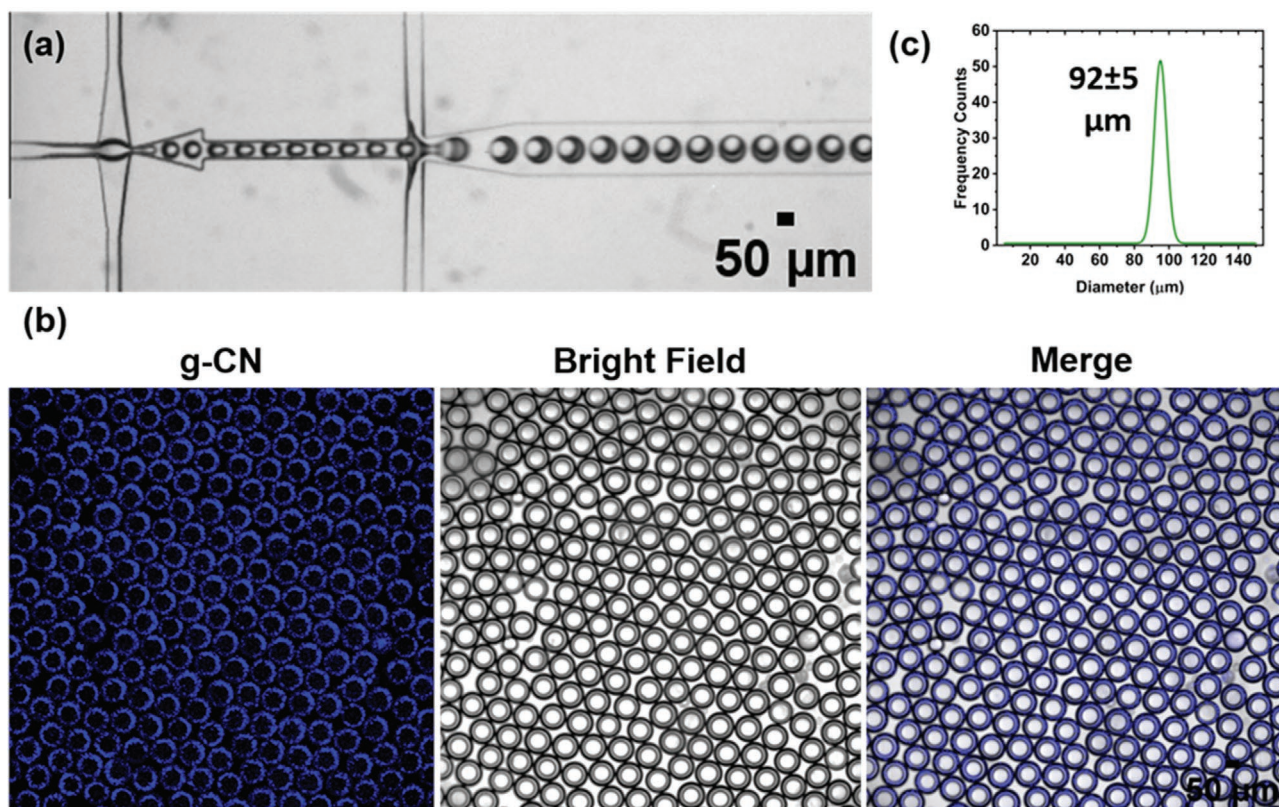 (a)
50 µm
(c)
60
50
40
30
20
10
0
Frequency Counts
92±5
µm
20 40 60 80 100 120 140
Diameter (µm)
(b)
g-CN
Bright Field
Merge
50 µm